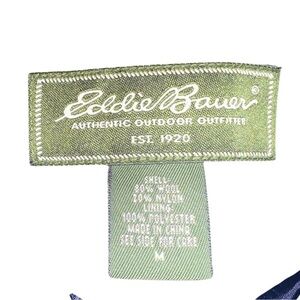 Eddie Bauer®
AUTHENTIC OUTDOOR OUTFITTER
EST. 1920
SHELL
80% WOOL
20% NYLON
LINING
100% POLYESTER
MADE IN CHINA
SEE SIDE FOR CARE
M